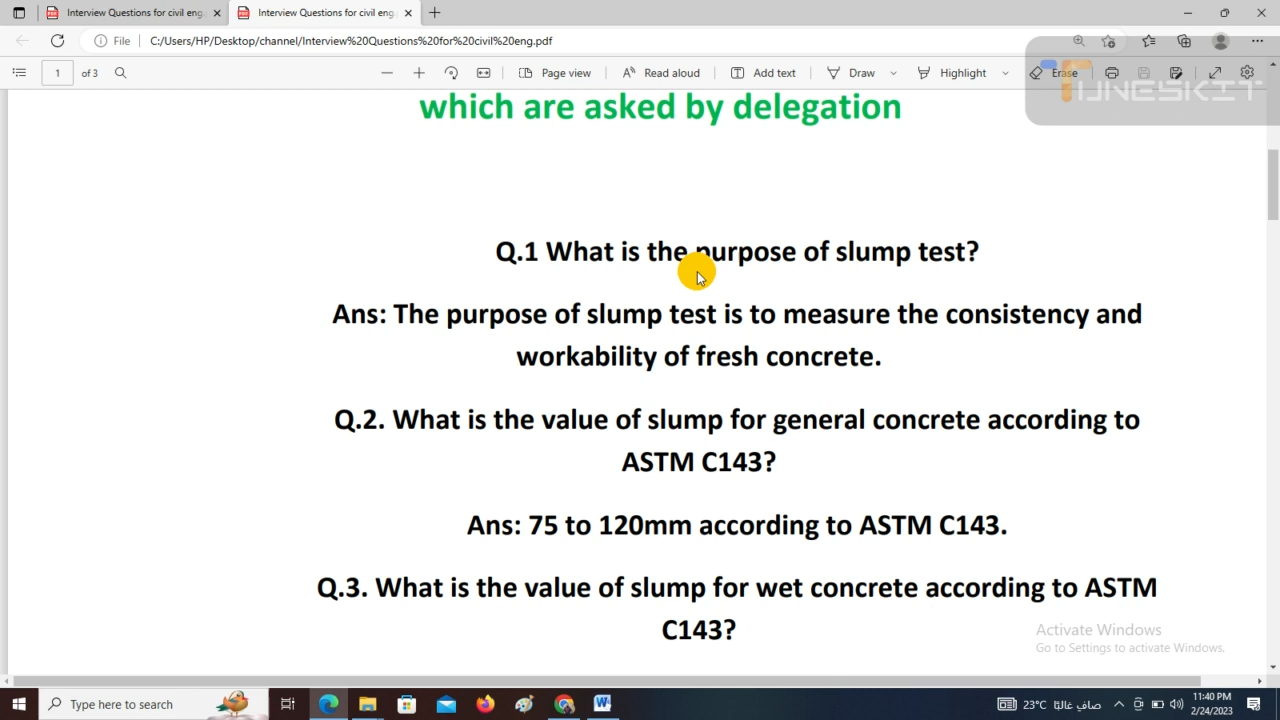 Interview Questions for civil eng
Interview Questions for civil eng
File
C:/Users/HP/Desktop/channel/Interview%20Questions%20for%20civil%20eng.pdf
1 of 3
Page view
Read aloud
Add text
Draw
Highlight
Erase
TUNESKIT
which are asked by delegation
Q.1 What is the purpose of slump test?
Ans: The purpose of slump test is to measure the consistency and
workability of fresh concrete.
Q.2. What is the value of slump for general concrete according to
ASTM C143?
Ans: 75 to 120mm according to ASTM C143.
Q.3. What is the value of slump for wet concrete according to ASTM
C143?
Activate Windows
Go to Settings to activate Windows.
Type here to search
23°C صافٍ غالبًا
11:40 PM
2/24/2023